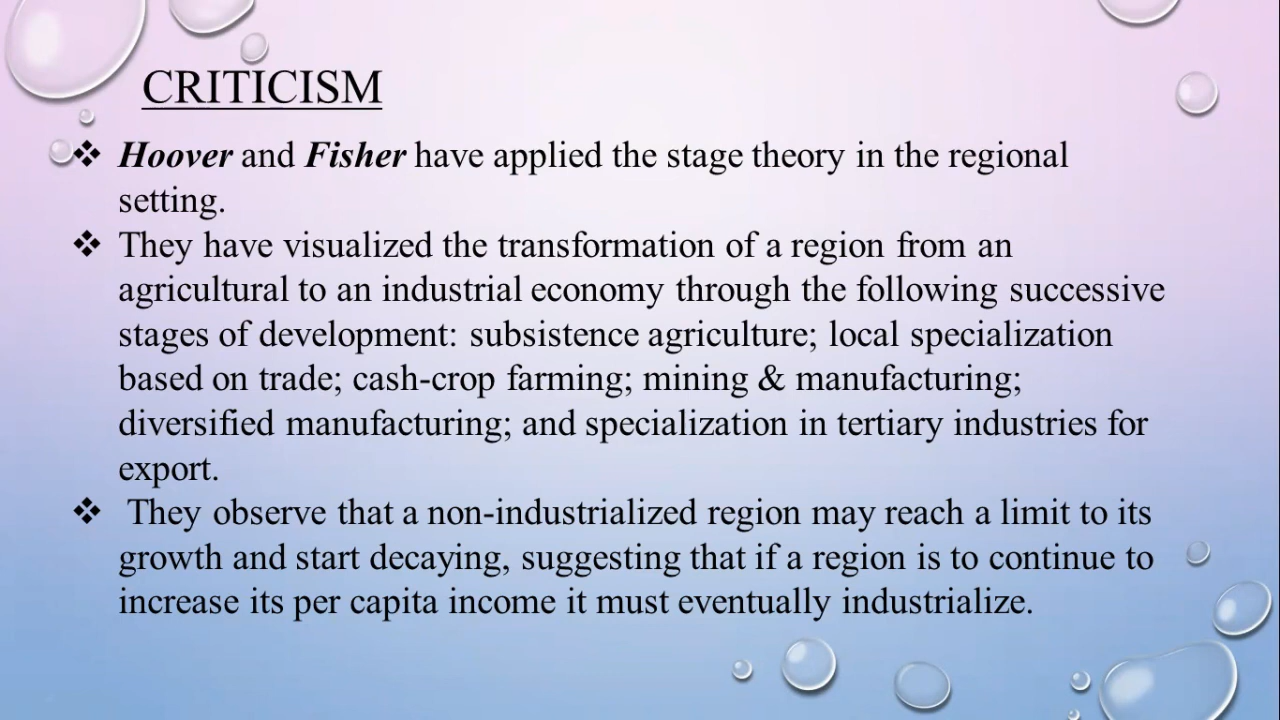 CRITICISM
❖ Hoover and Fisher have applied the stage theory in the regional
setting.
❖ They have visualized the transformation of a region from an
agricultural to an industrial economy through the following successive
stages of development: subsistence agriculture; local specialization
based on trade; cash-crop farming; mining & manufacturing;
diversified manufacturing; and specialization in tertiary industries for
export.
❖ They observe that a non-industrialized region may reach a limit to its
growth and start decaying, suggesting that if a region is to continue to
increase its per capita income it must eventually industrialize.